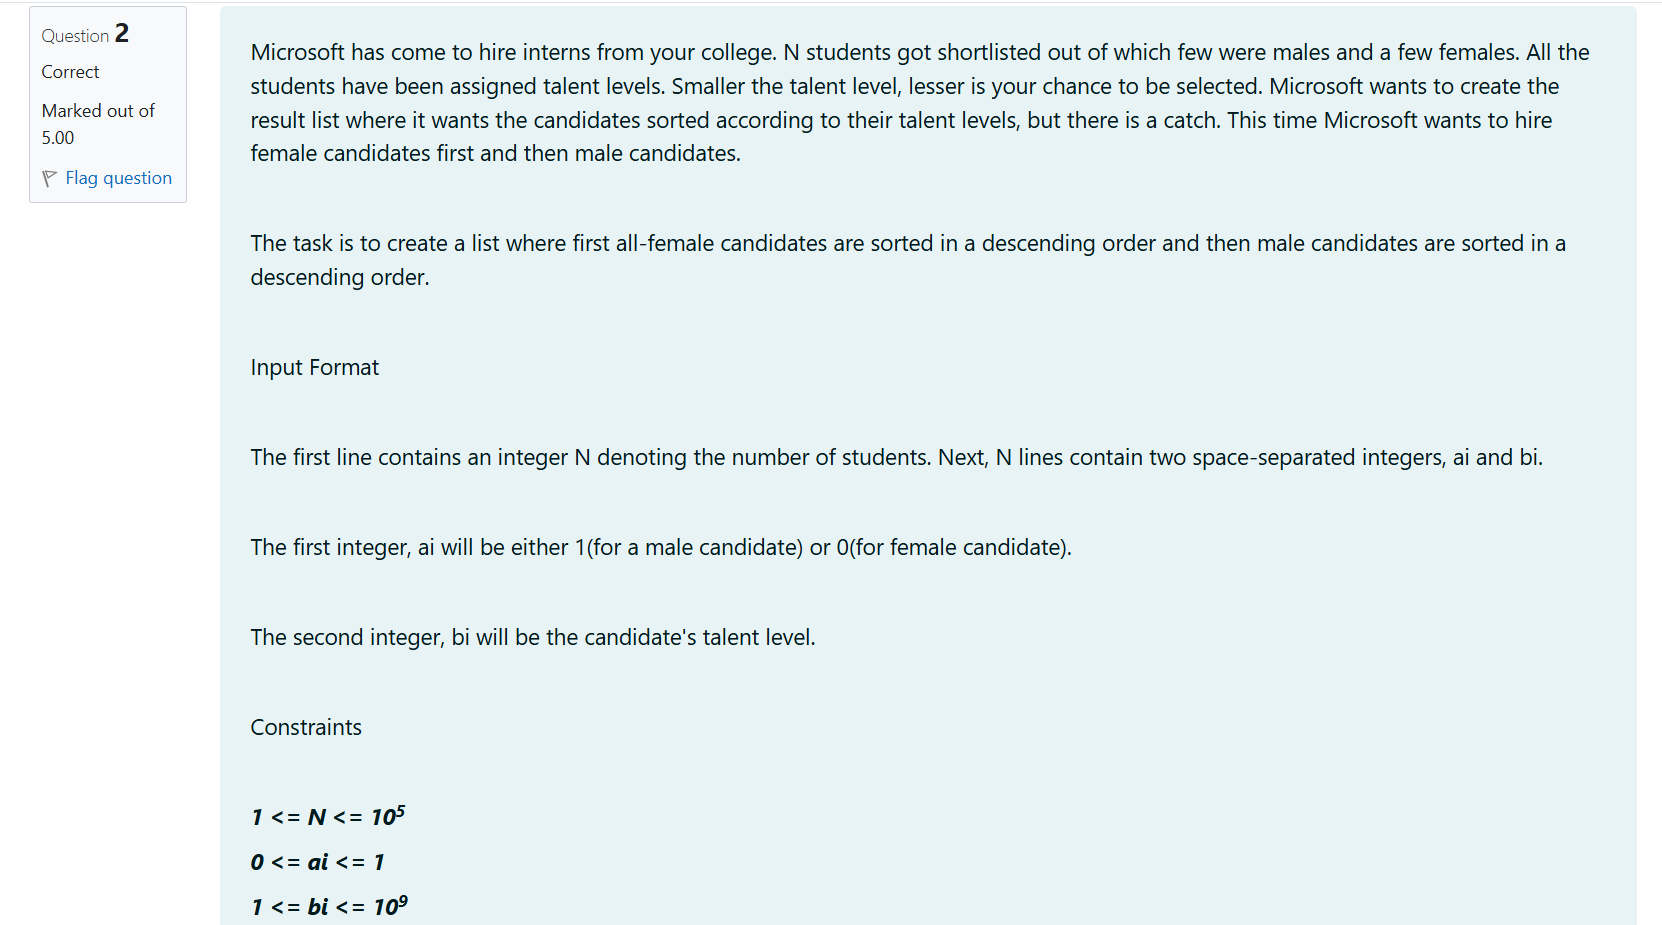 Question 2
Correct
Marked out of
5.00
Flag question
Microsoft has come to hire interns from your college. N students got shortlisted out of which few were males and a few females. All the
students have been assigned talent levels. Smaller the talent level, lesser is your chance to be selected. Microsoft wants to create the
result list where it wants the candidates sorted according to their talent levels, but there is a catch. This time Microsoft wants to hire
female candidates first and then male candidates.
The task is to create a list where first all-female candidates are sorted in a descending order and then male candidates are sorted in a
descending order.
Input Format
The first line contains an integer N denoting the number of students. Next, N lines contain two space-separated integers, ai and bi.
The first integer, ai will be either 1(for a male candidate) or 0(for female candidate).
The second integer, bi will be the candidate's talent level.
Constraints
1 <= N <= 10⁵
0 <= ai <= 1
1 <= bi <= 10⁹